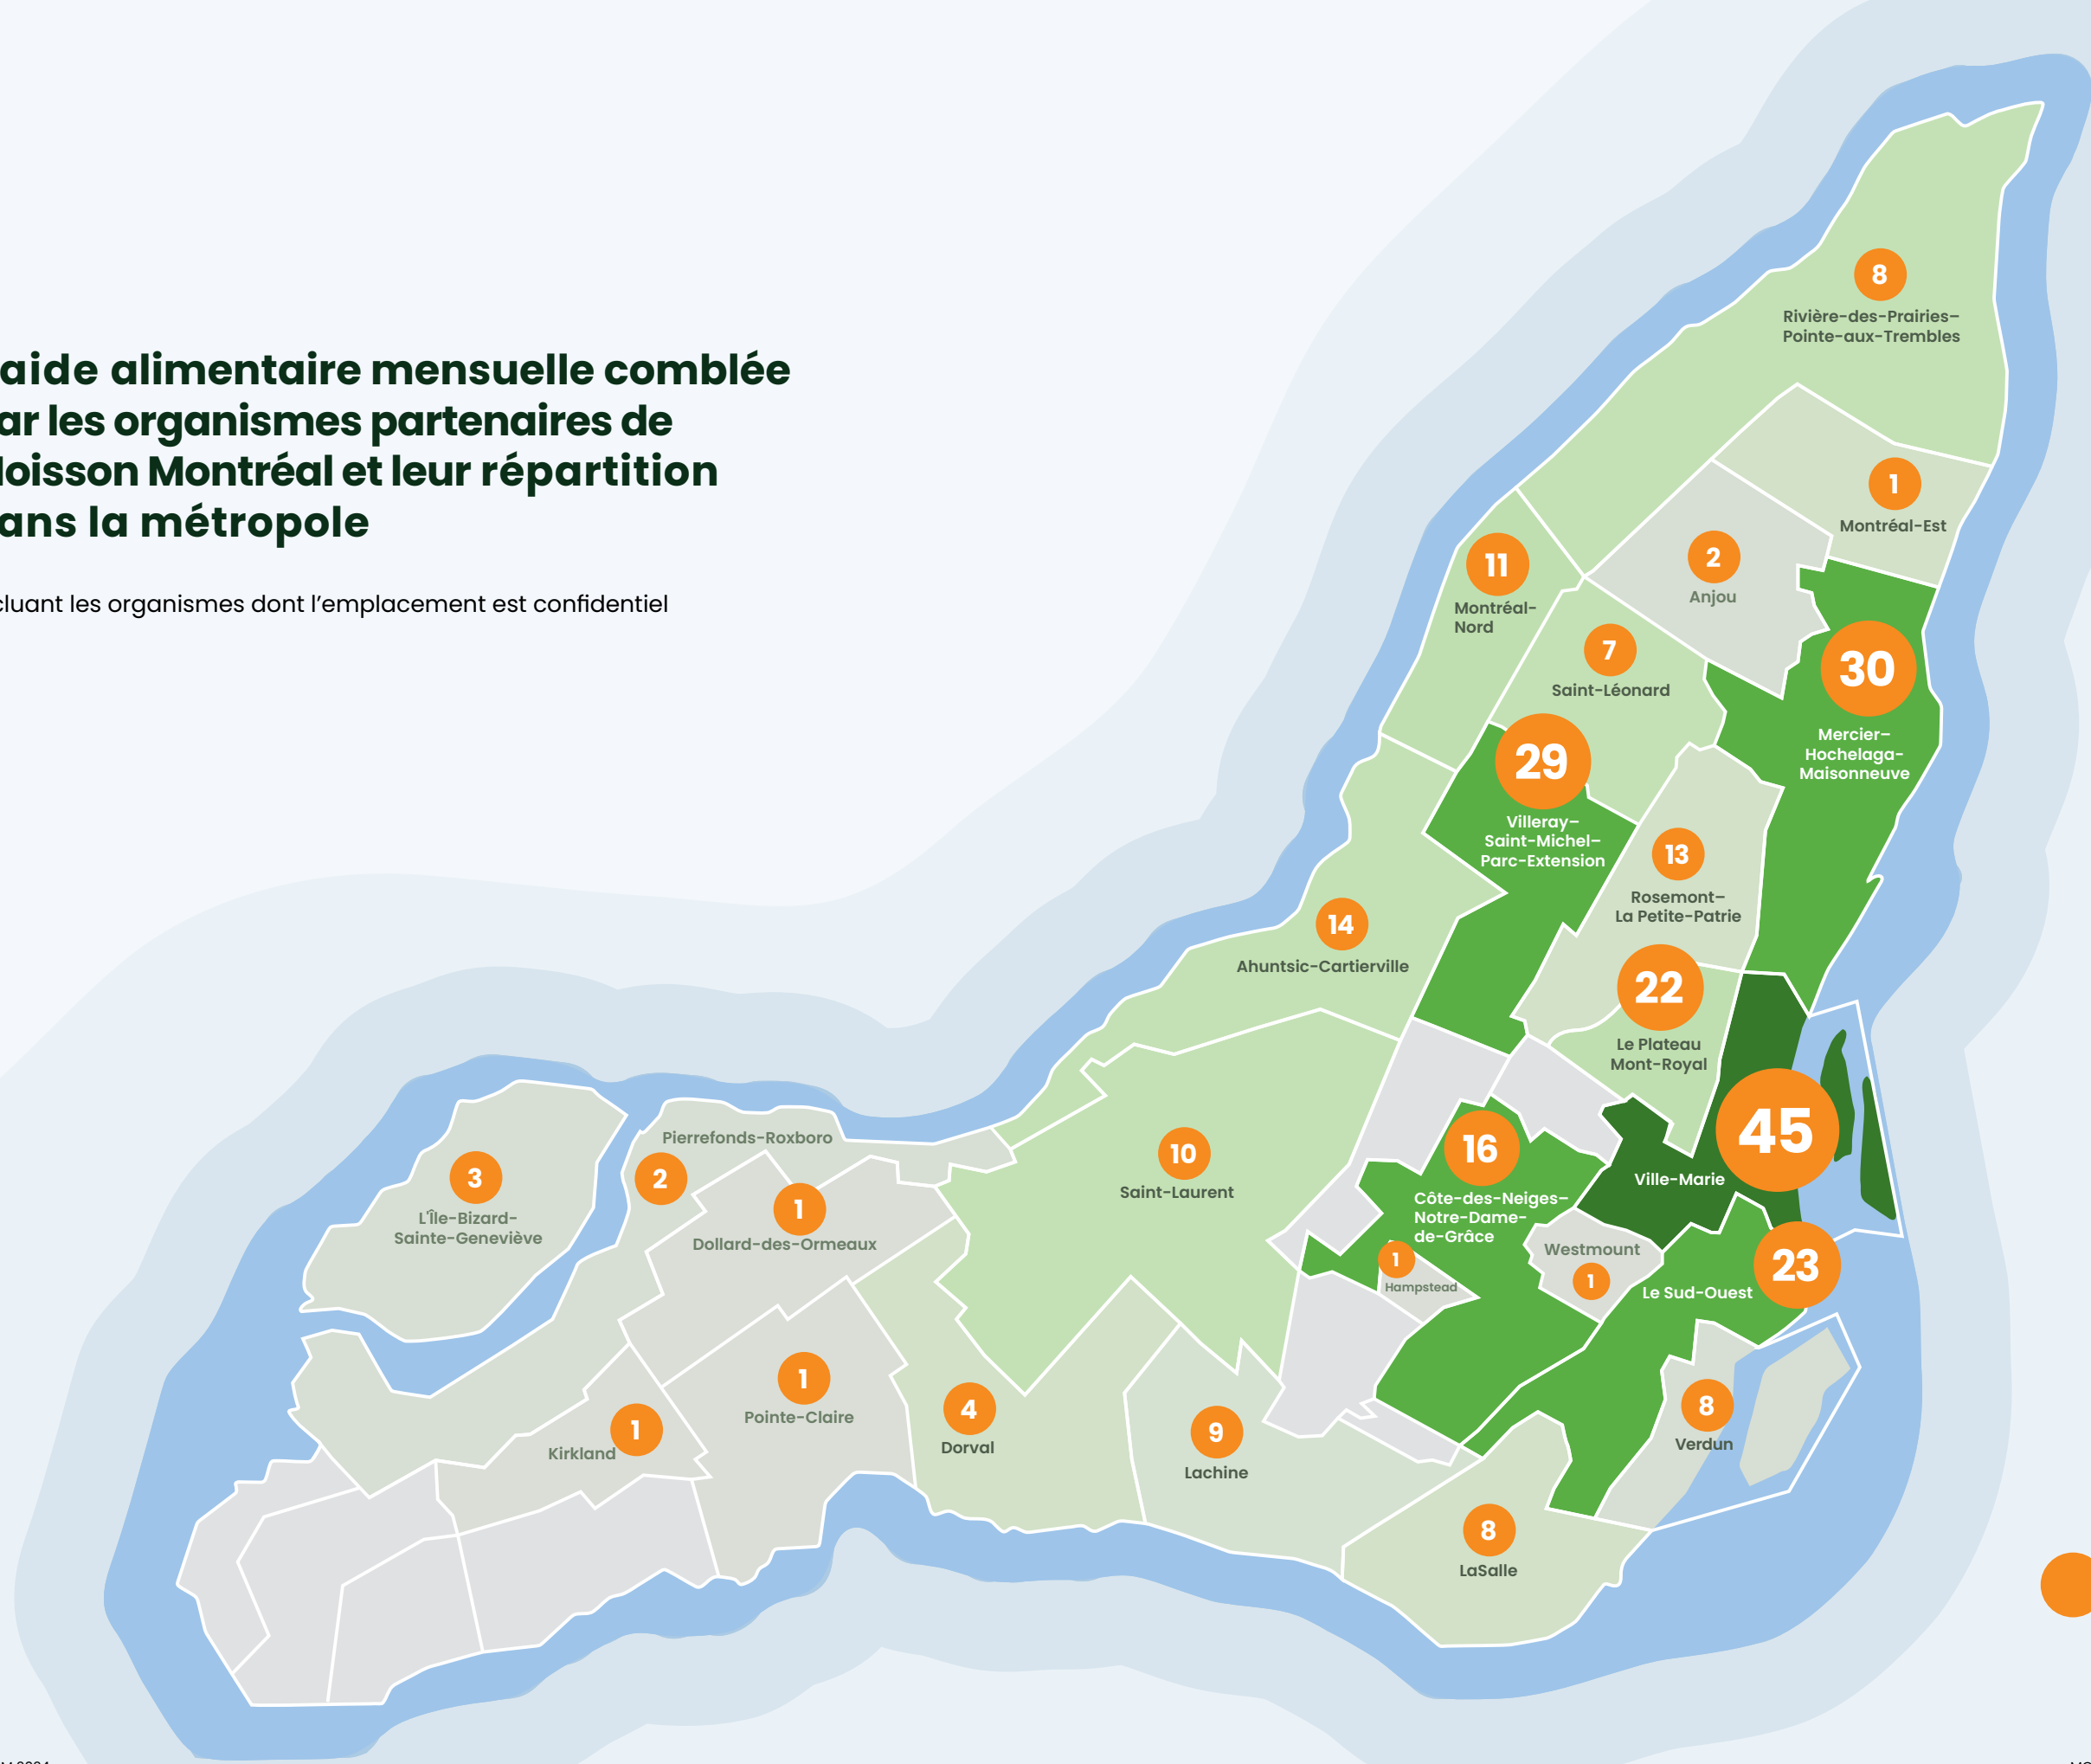 aide alimentaire mensuelle comblée
ar les organismes partenaires de
oisson Montréal et leur répartition
ans la métropole
cluant les organismes dont l’emplacement est confidentiel
8
Rivière-des-Prairies–
Pointe-aux-Trembles
1
Montréal-Est
2
Anjou
11
Montréal-
Nord
7
Saint-Léonard
30
Mercier–
Hochelaga-
Maisonneuve
29
Villeray–
Saint-Michel–
Parc-Extension
13
Rosemont–
La Petite-Patrie
14
Ahuntsic-Cartierville
22
Le Plateau
Mont-Royal
45
Ville-Marie
16
Côte-des-Neiges–
Notre-Dame-
de-Grâce
1
Hampstead
Westmount
1
23
Le Sud-Ouest
10
Saint-Laurent
3
L'Île-Bizard-
Sainte-Geneviève
Pierrefonds-Roxboro
2
1
Dollard-des-Ormeaux
1
Pointe-Claire
1
Kirkland
4
Dorval
9
Lachine
8
Verdun
8
LaSalle